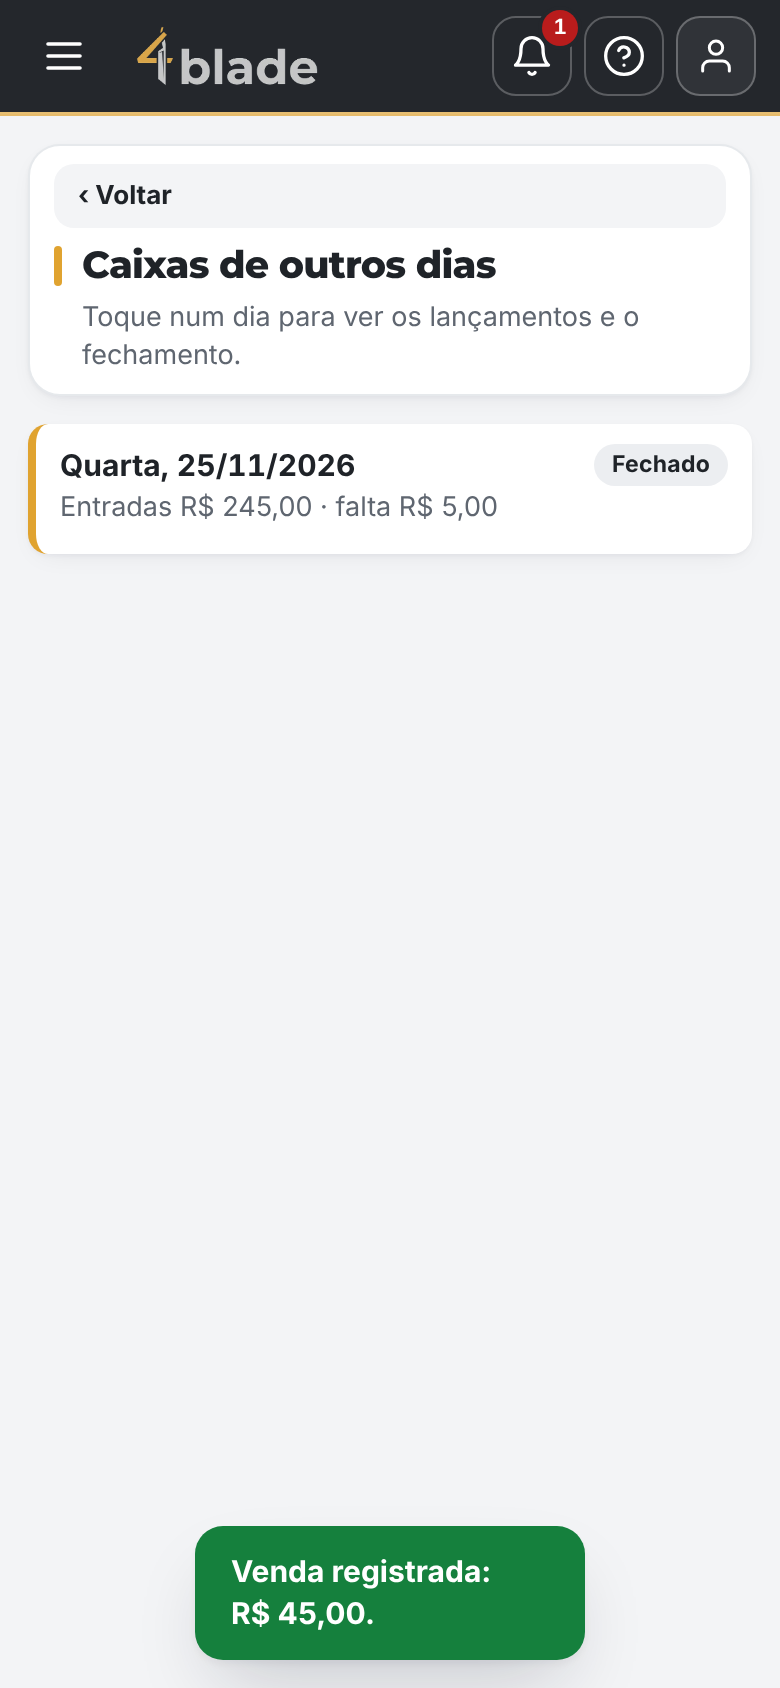 4blade
1
‹ Voltar
Caixas de outros dias
Toque num dia para ver os lançamentos e o
fechamento.
Quarta, 25/11/2026
Fechado
Entradas R$ 245,00 · falta R$ 5,00
Venda registrada:
R$ 45,00.